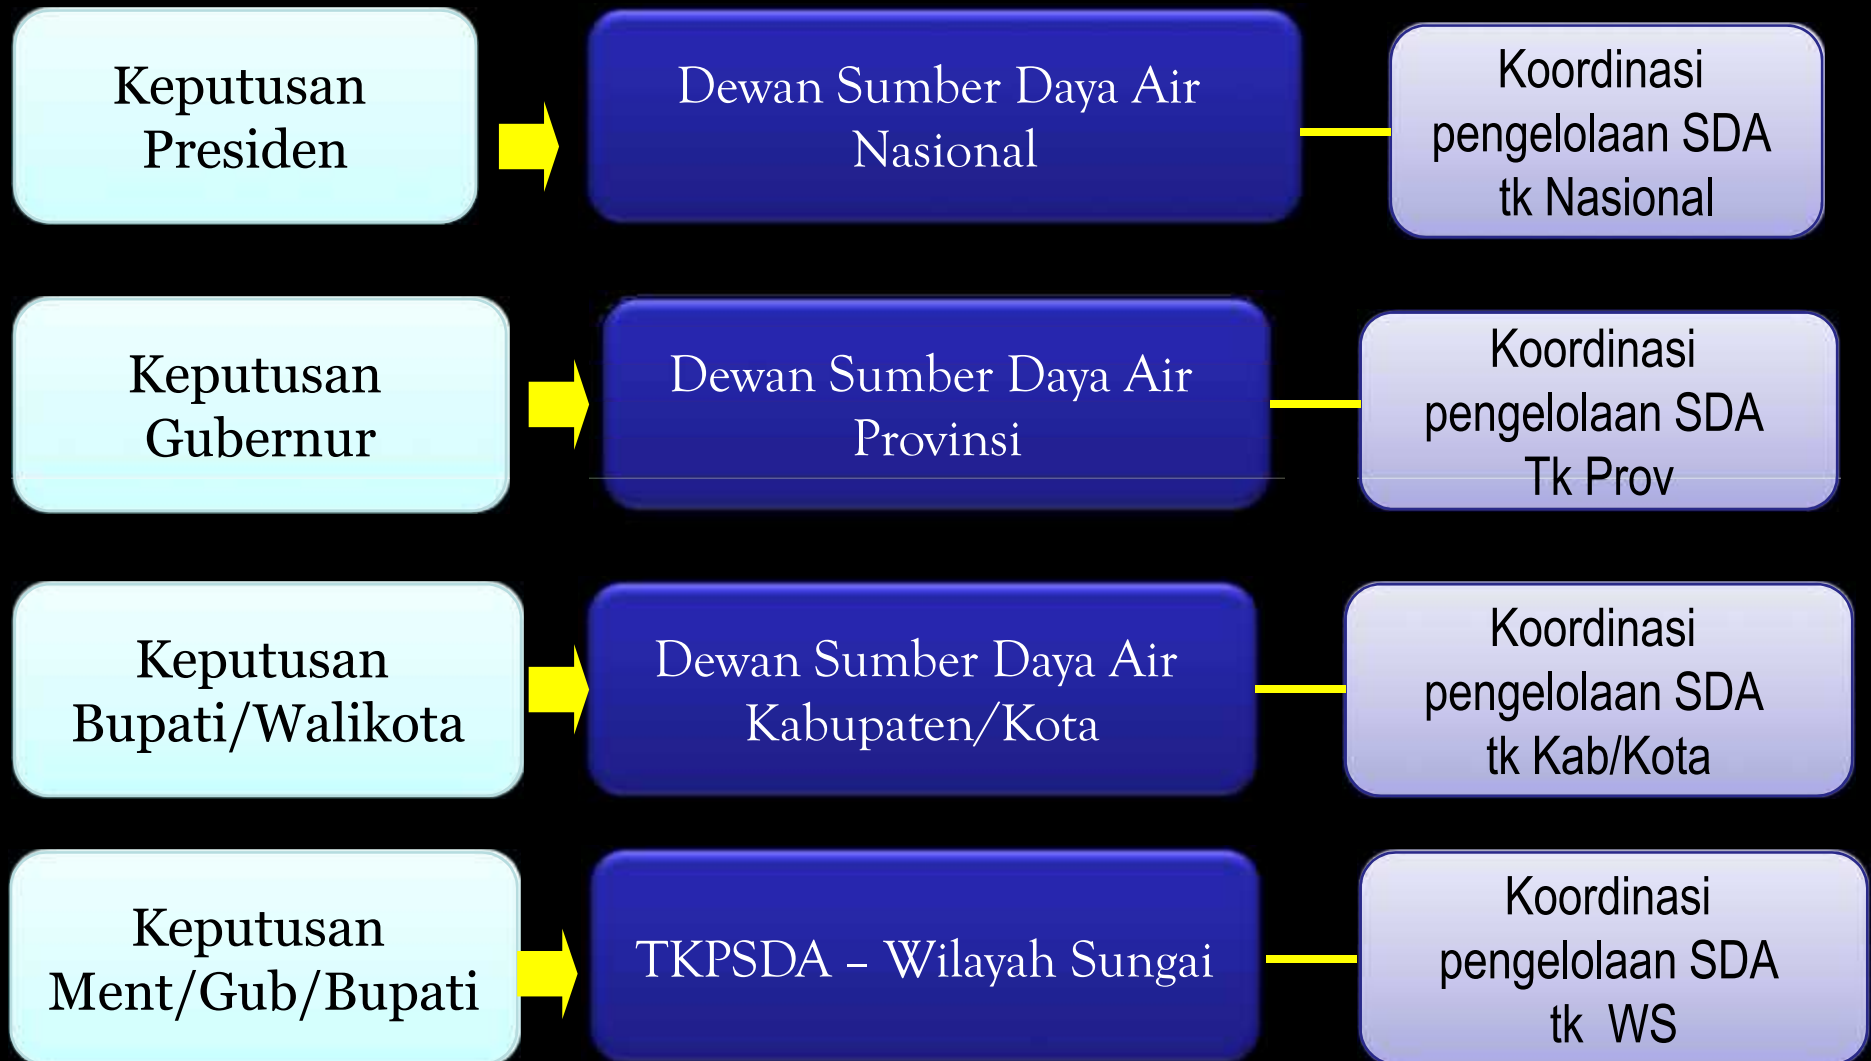 Keputusan
Presiden
Dewan Sumber Daya Air
Nasional
Koordinasi
pengelolaan SDA
tk Nasional
Keputusan
Gubernur
Dewan Sumber Daya Air
Provinsi
Koordinasi
pengelolaan SDA
Tk Prov
Keputusan
Bupati/Walikota
Dewan Sumber Daya Air
Kabupaten/Kota
Koordinasi
pengelolaan SDA
tk Kab/Kota
Keputusan
Ment/Gub/Bupati
TKPSDA – Wilayah Sungai
Koordinasi
pengelolaan SDA
tk WS